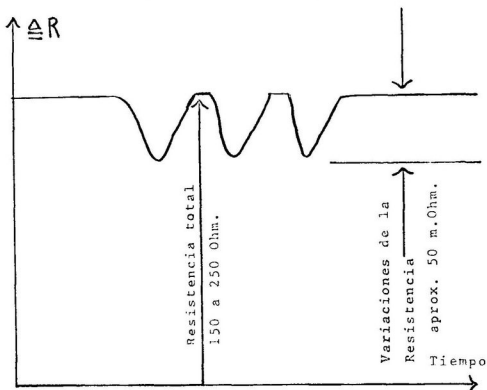 ≙R
Resistencia total
150 a 250 Ohm.
Variaciones de la
Resistencia
aprox. 50 m.Ohm.
Tiempo